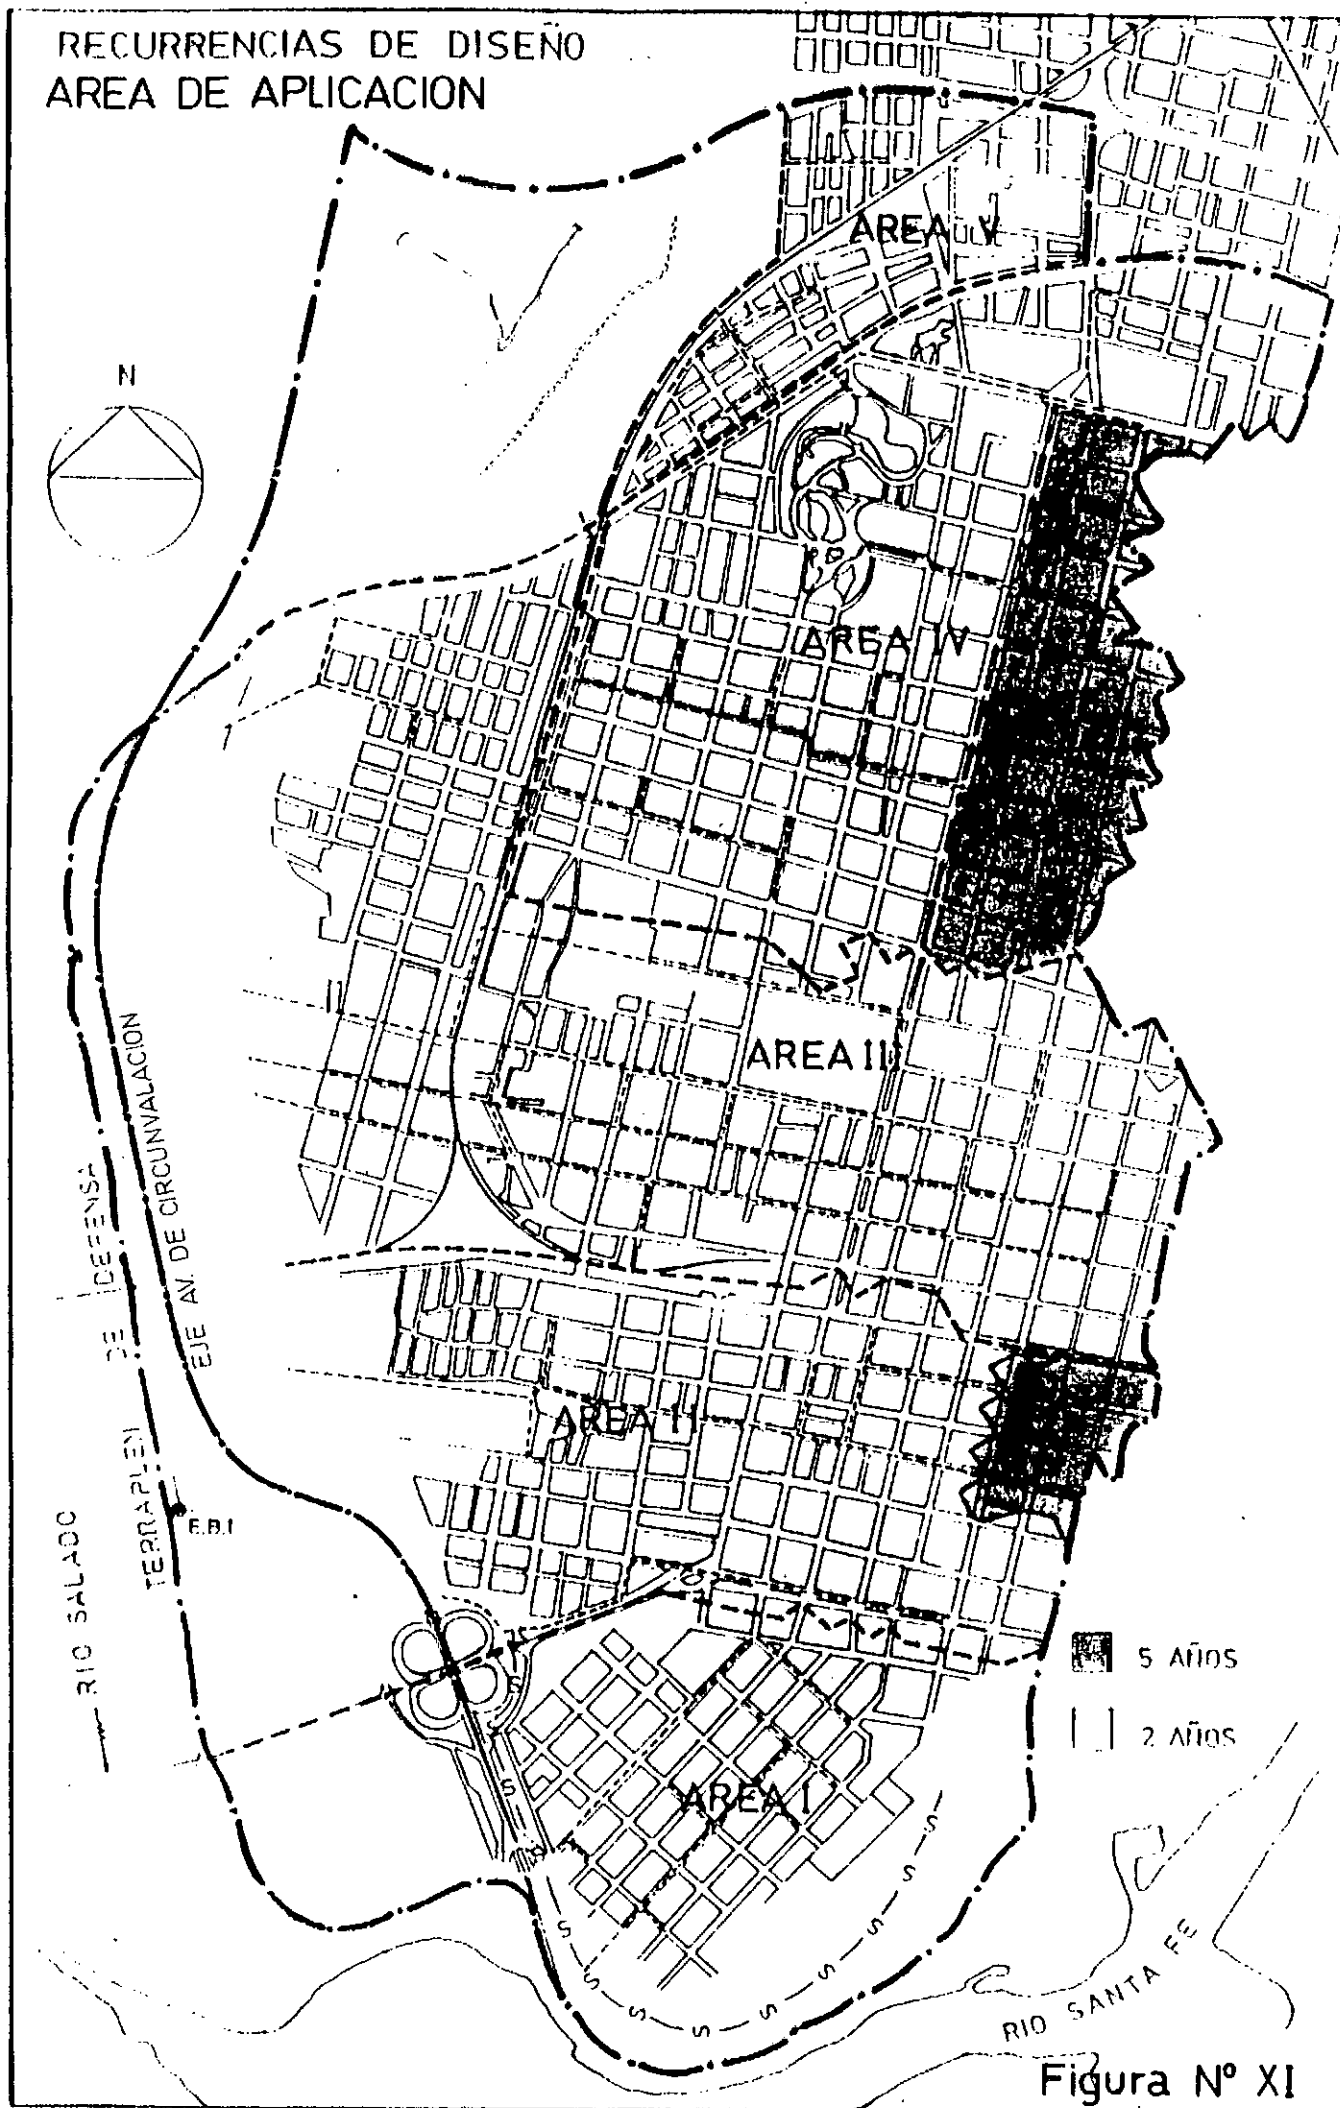 RECURRENCIAS DE DISEÑO
AREA DE APLICACION
N
AREA V
AREA IV
AREA III
AREA II
AREA I
EJE AV. DE CIRCUNVALACION
TERRAPLEN DE DEFENSA
RIO SALADO
E.B.I
5 AÑOS
2 AÑOS
S
S
S
S
S
S
S
S
S
S
S
RIO SANTA FE
Figura Nº XI